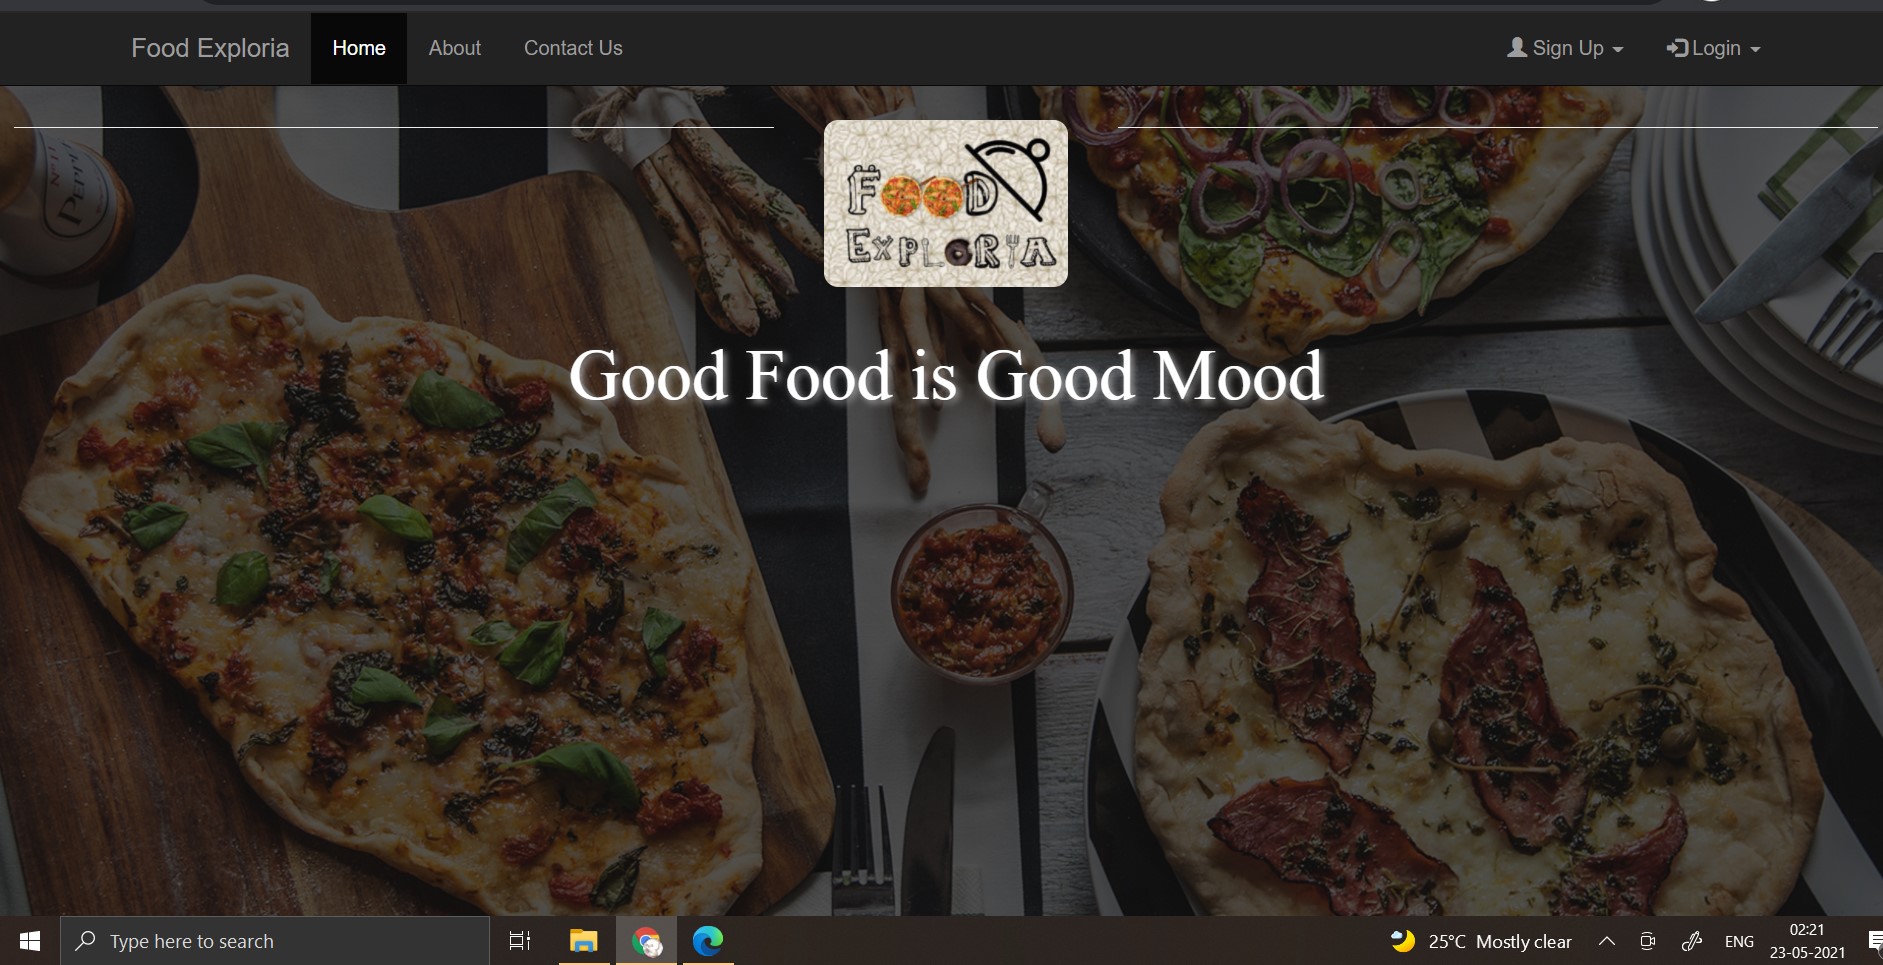 Food Exploria Home About Contact Us Sign Up Login
FOOD
EXPLORIA
Good Food is Good Mood
Type here to search
25°C Mostly clear
ENG
02:21
23-05-2021